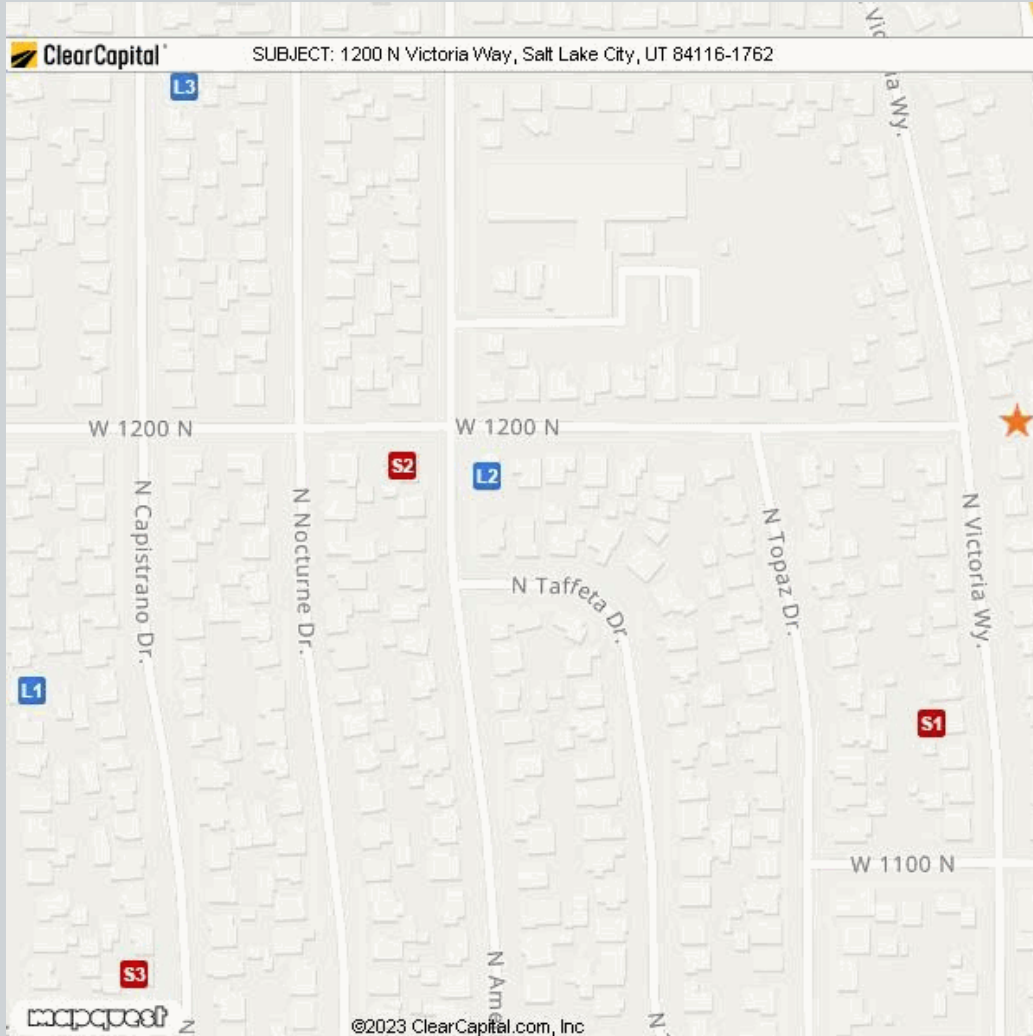 ClearCapital
SUBJECT: 1200 N Victoria Way, Salt Lake City, UT 84116-1762
L3
W 1200 N
W 1200 N
S2
L2
N Capistrano Dr.
N Nocturne Dr.
N Taffeta Dr.
N Topaz Dr.
N Victoria Wy.
L1
S1
W 1100 N
S3
N
mapquest
N
N
©2023 ClearCapital.com, Inc